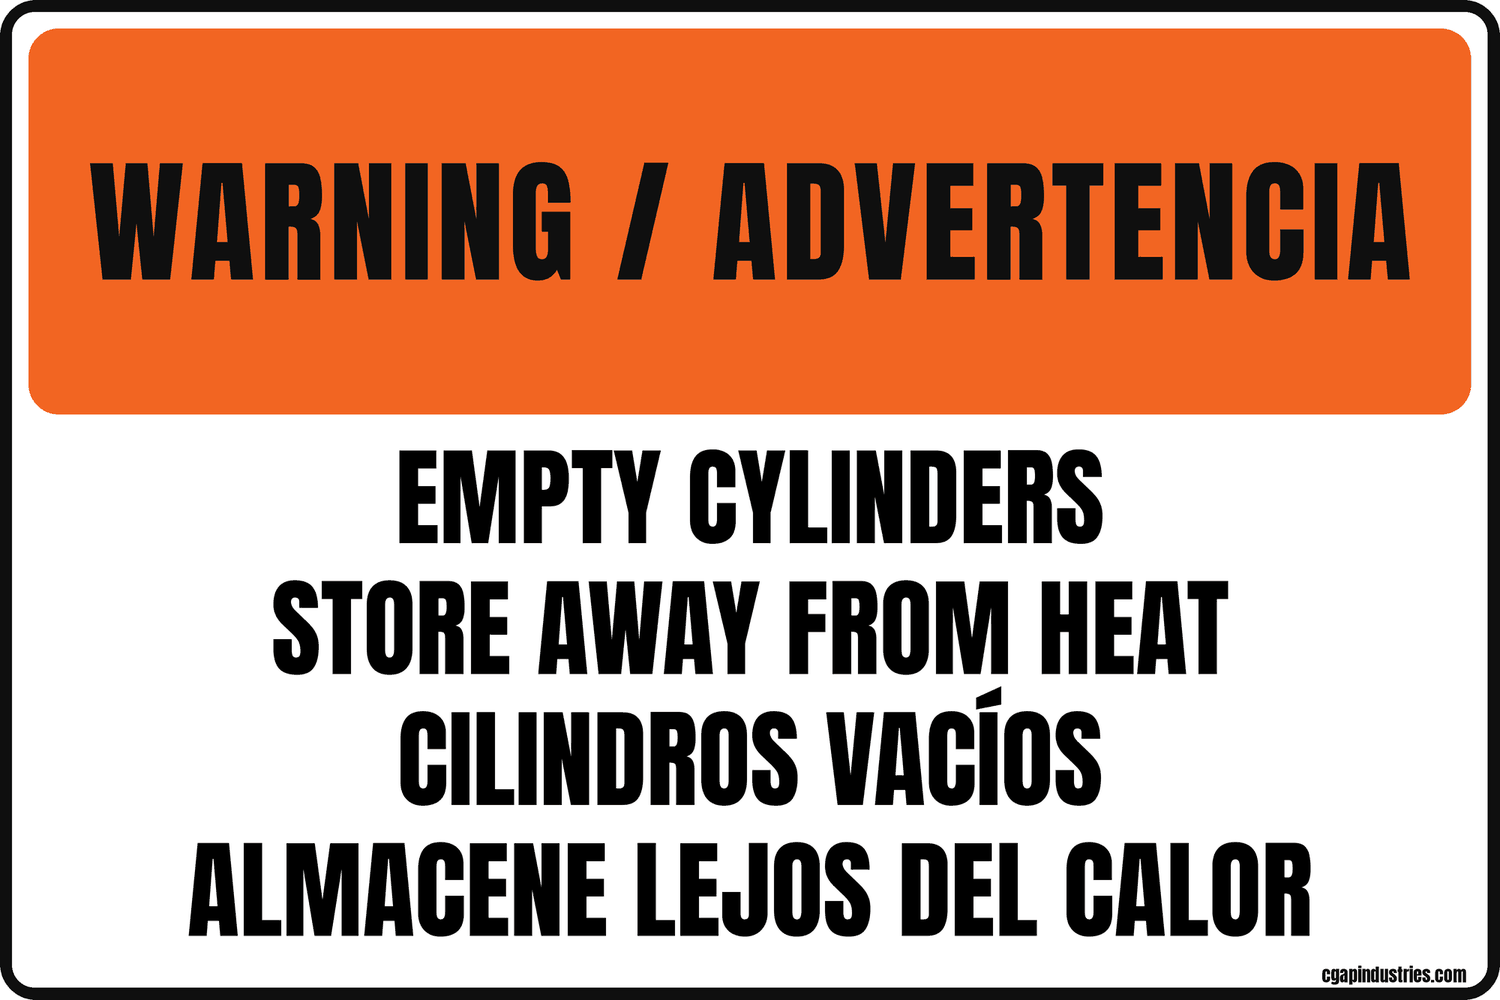 WARNING / ADVERTENCIA
EMPTY CYLINDERS
STORE AWAY FROM HEAT
CILINDROS VACÍOS
ALMACENE LEJOS DEL CALOR
cgapindustries.com